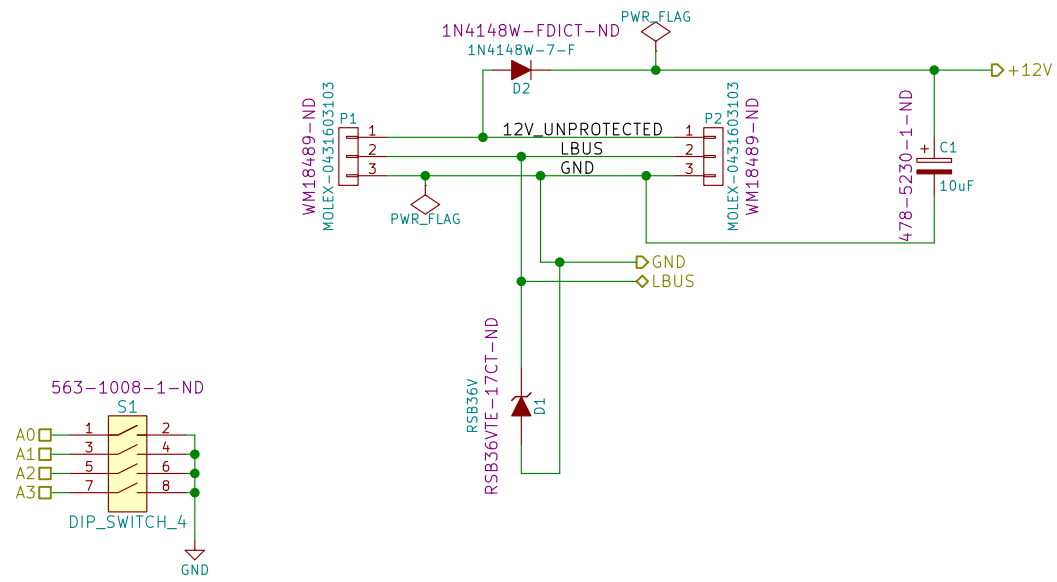 PWR_FLAG
1N4148W-FDICT-ND
1N4148W-7-F
D2
+12V
P1
1
2
3
WM18489-ND
MOLEX-0431603103
12V_UNPROTECTED
LBUS
GND
P2
1
2
3
MOLEX-0431603103
WM18489-ND
478-5230-1-ND
+
C1
10uF
PWR_FLAG
GND
LBUS
RSB36V
RSB36VTE-17CT-ND
D1
563-1008-1-ND
S1
A0 1 2
A1 3 4
A2 5 6
A3 7 8
DIP_SWITCH_4
GND